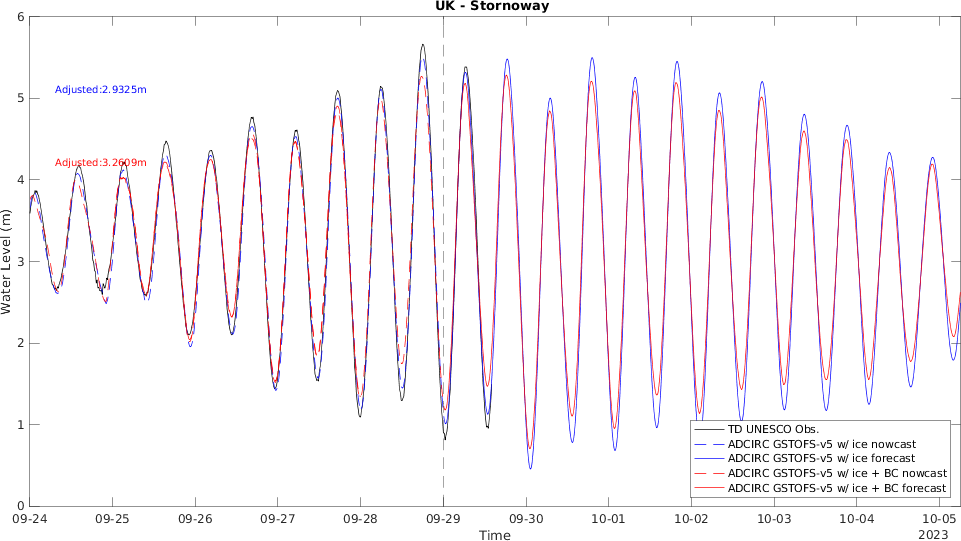 UK - Stornoway
6
5
4
3
2
1
0
Water Level (m)
Adjusted:2.9325m
Adjusted:3.2609m
TD UNESCO Obs.
ADCIRC GSTOFS-v5 w/ ice nowcast
ADCIRC GSTOFS-v5 w/ ice forecast
ADCIRC GSTOFS-v5 w/ ice + BC nowcast
ADCIRC GSTOFS-v5 w/ ice + BC forecast
09-24 09-25 09-26 09-27 09-28 09-29 09-30 10-01 10-02 10-03 10-04 10-05
Time
2023